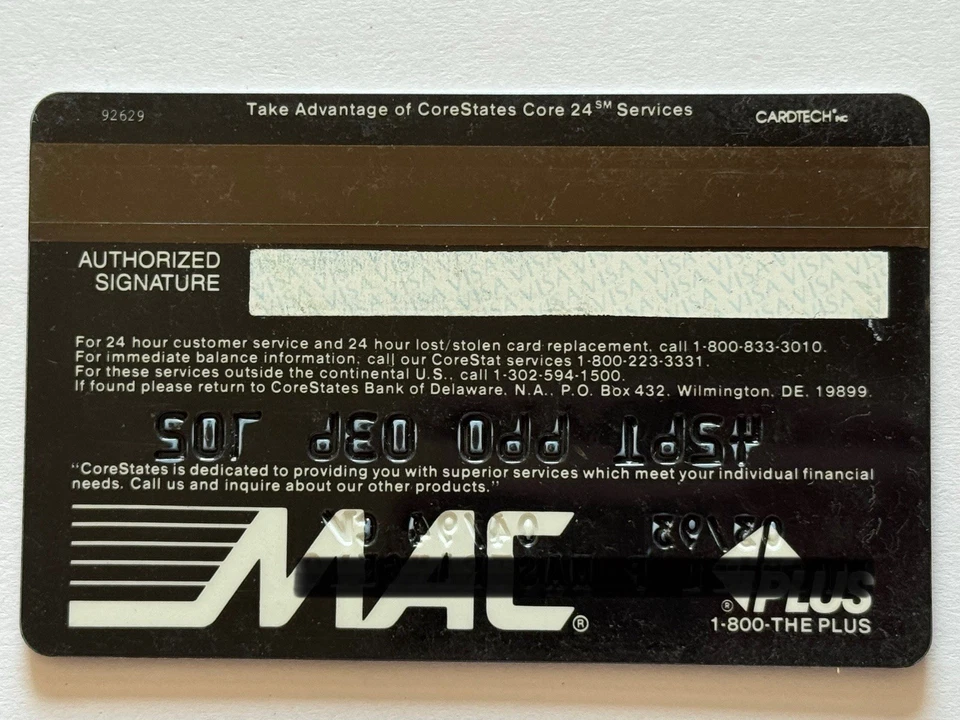 92629
Take Advantage of CoreStates Core 24℠ Services
CARDTECH INC
AUTHORIZED
SIGNATURE
For 24 hour customer service and 24 hour lost/stolen card replacement, call 1-800-833-3010.
For immediate balance information, call our CoreStat services 1-800-223-3331.
For these services outside the continental U.S., call 1-302-594-1500.
If found please return to CoreStates Bank of Delaware, N.A., P.O. Box 432, Wilmington, DE, 19899.
"CoreStates is dedicated to providing you with superior services which meet your individual financial
needs. Call us and inquire about our other products."
MAC®
®PLUS
1-800-THE PLUS